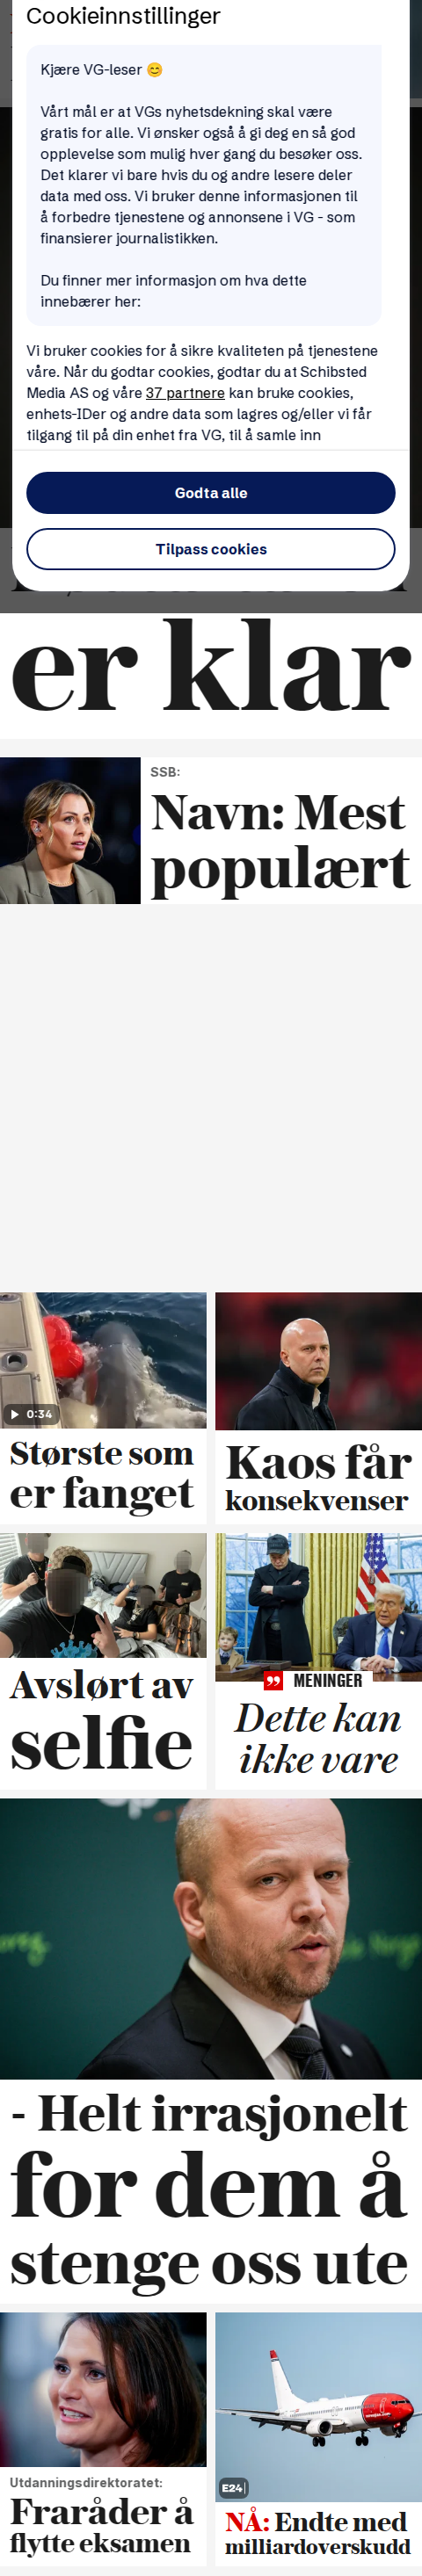 Cookieinnstillinger
Kjære VG-leser 😊
Vårt mål er at VGs nyhetsdekning skal være
gratis for alle. Vi ønsker også å gi deg en så god
opplevelse som mulig hver gang du besøker oss.
Det klarer vi bare hvis du og andre lesere deler
data med oss. Vi bruker denne informasjonen til
å forbedre tjenestene og annonsene i VG - som
finansierer journalistikken.
Du finner mer informasjon om hva dette
innebærer her:
Vi bruker cookies for å sikre kvaliteten på tjenestene
våre. Når du godtar cookies, godtar du at Schibsted
Media AS og våre 37 partnere kan bruke cookies,
enhets-IDer og andre data som lagres og/eller vi får
tilgang til på din enhet fra VG, til å samle inn
Godta alle
Tilpass cookies
er klar
SSB:
Navn: Mest
populært
0:34
Største som
er fanget
Kaos får
konsekvenser
Avslørt av
selfie
MENINGER
Dette kan
ikke vare
- Helt irrasjonelt
for dem å
stenge oss ute
Utdanningsdirektoratet:
Fraråder å
flytte eksamen
E24
NÅ: Endte med
milliardoverskudd